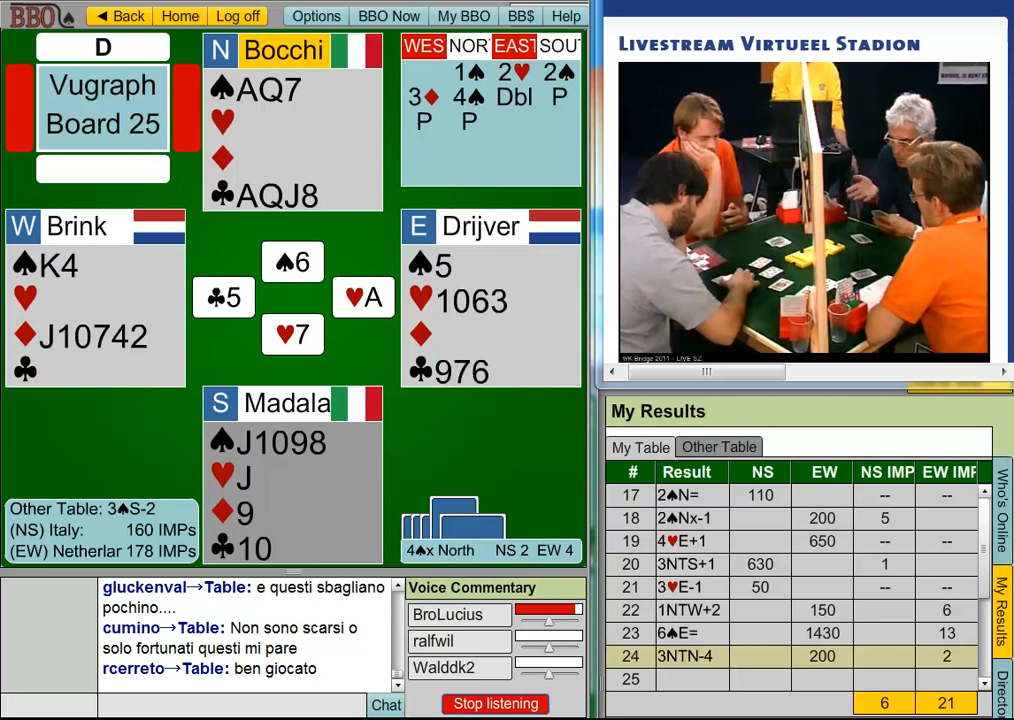 BBO
◄ Back Home Log off Options BBO Now My BBO BB$ Help
D
Vugraph
Board 25
N Bocchi
♠AQ7
♥
♦
♣AQJ8
WES NOR EAST SOUT
1♠ 2♥ 2♠
3♦ 4♠ Dbl P
P P
W Brink
♠K4
♥
♦J10742
♣
♠6
♣5 ♥A
♥7
E Drijver
♠5
♥1063
♦
♣976
S Madala
♠J1098
♥J
♦9
♣10
Other Table: 3♠S-2
(NS) Italy: 160 IMPs
(EW) Netherlar 178 IMPs
4♠x North NS 2 EW 4
gluckenval→Table: e questi sbagliano
pochino....
cumino→Table: Non sono scarsi o
solo fortunati questi mi pare
rcerreto→Table: ben giocato
Chat
Voice Commentary
BroLucius
ralfwil
Walddk2
Stop listening
Livestream Virtueel Stadion
WK Bridge 2011 - LIVE SZ
My Results
My Table Other Table
# Result NS EW NS IMP EW IMF
17 2♠N= 110 -- --
18 2♠Nx-1 200 5
19 4♥E+1 650 -- --
20 3NTS+1 630 1
21 3♥E-1 50 -- --
22 1NTW+2 150 6
23 6♠E= 1430 13
24 3NTN-4 200 2
25
6 21
Who's Online
My Results
Director